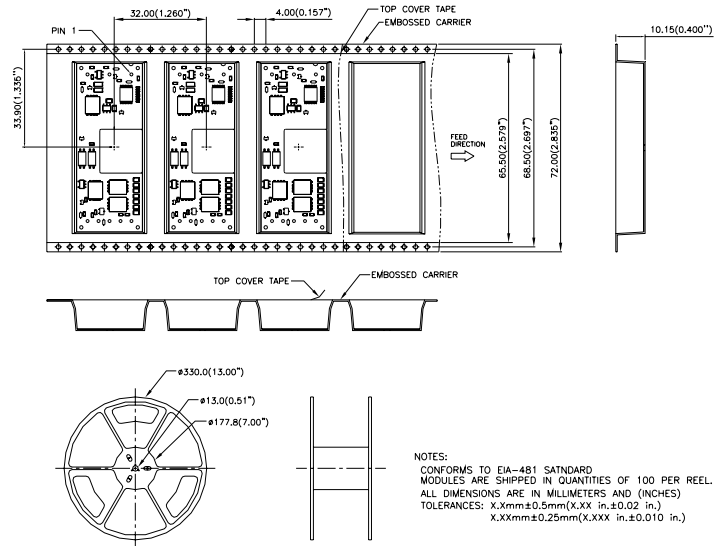 32.00(1.260")
4.00(0.157")
TOP COVER TAPE
EMBOSSED CARRIER
PIN 1
10.15(0.400'')
33.90(1.335")
FEED
DIRECTION
65.50(2.579")
68.50(2.697")
72.00(2.835")
TOP COVER TAPE
EMBOSSED CARRIER
ø330.0(13.00")
ø13.0(0.51")
ø177.8(7.00")
NOTES:
CONFORMS TO EIA-481 SATNDARD
MODULES ARE SHIPPED IN QUANTITIES OF 100 PER REEL.
ALL DIMENSIONS ARE IN MILLIMETERS AND (INCHES)
TOLERANCES: X.Xmm±0.5mm(X.XX in.±0.02 in.)
X.XXmm±0.25mm(X.XXX in.±0.010 in.)